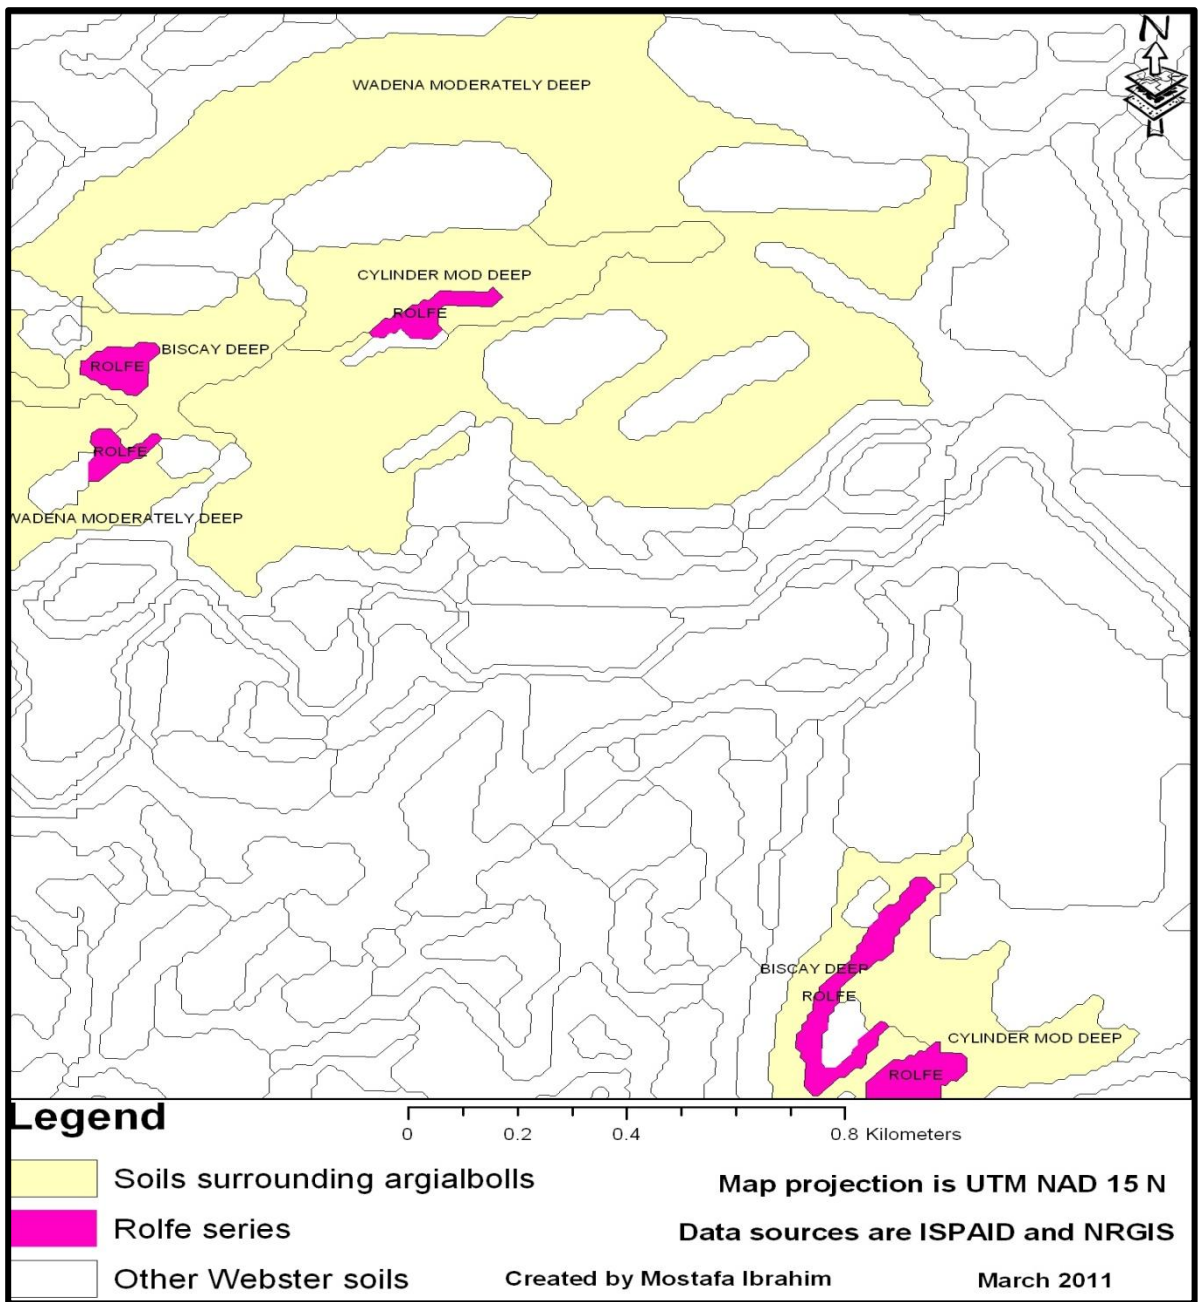 N
WADENA MODERATELY DEEP
CYLINDER MOD DEEP
ROLFE
BISCAY DEEP
ROLFE
ROLFE
WADENA MODERATELY DEEP
BISCAY DEEP
ROLFE
CYLINDER MOD DEEP
ROLFE
Legend
0 0.2 0.4 0.8 Kilometers
Soils surrounding argialbolls
Map projection is UTM NAD 15 N
Rolfe series
Data sources are ISPAID and NRGIS
Other Webster soils
Created by Mostafa Ibrahim March 2011